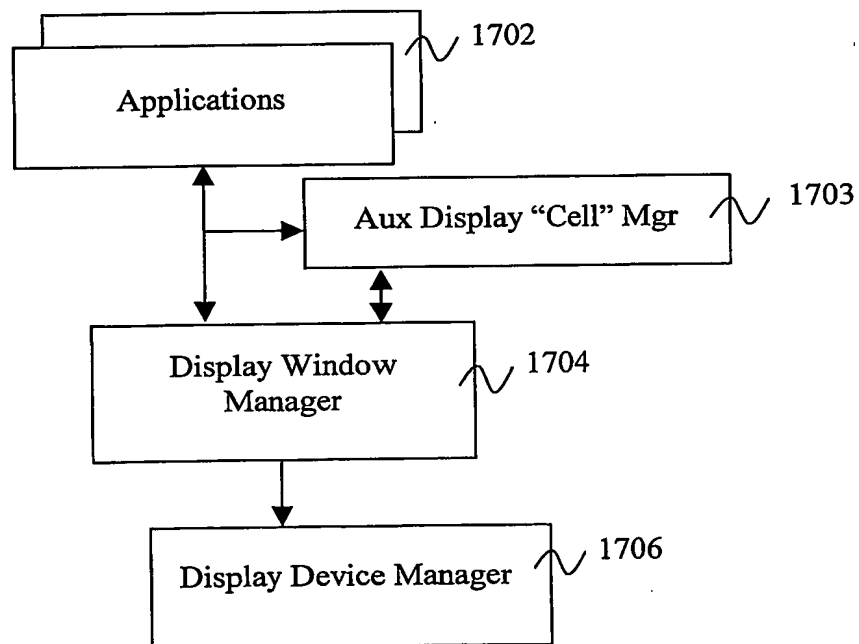 1702
Applications
1703
Aux Display “Cell” Mgr
Display Window
Manager
1704
1706
Display Device Manager